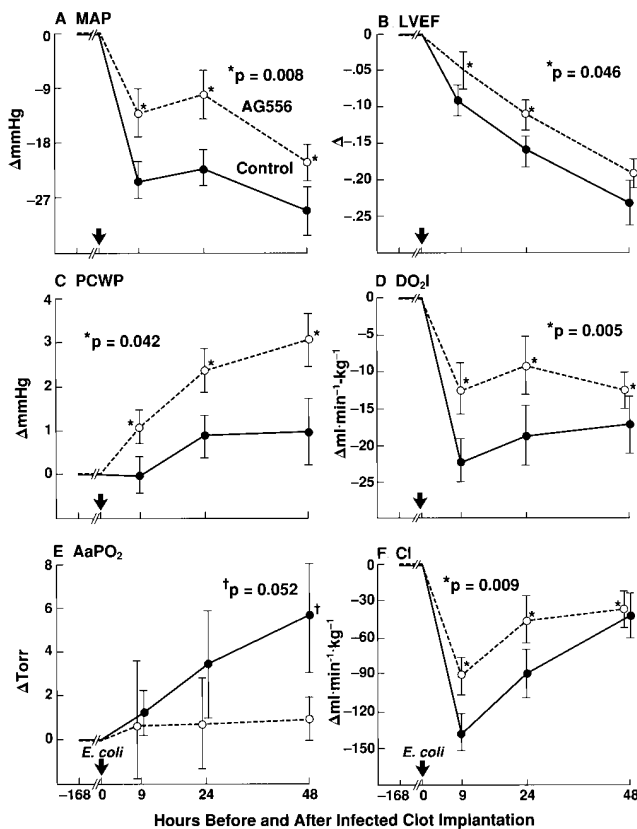 A MAP
0
-9
-18
-27
ΔmmHg
*p = 0.008
AG556
Control
*
*
*
B LVEF
-0
-.05
-.10
-.15
-.20
-.25
Δ
*p = 0.046
*
*
C PCWP
4
3
2
1
0
ΔmmHg
*p = 0.042
*
*
*
D DO₂I
0
-5
-10
-15
-20
-25
Δml·min⁻¹·kg⁻¹
*p = 0.005
*
*
*
E AaPO₂
8
6
4
2
0
ΔTorr
†p = 0.052
†
E. coli
-168 0 9 24 48
F CI
-30
-60
-90
-120
-150
Δml·min⁻¹·kg⁻¹
*p = 0.009
*
*
*
E. coli
-168 0 9 24 48
Hours Before and After Infected Clot Implantation